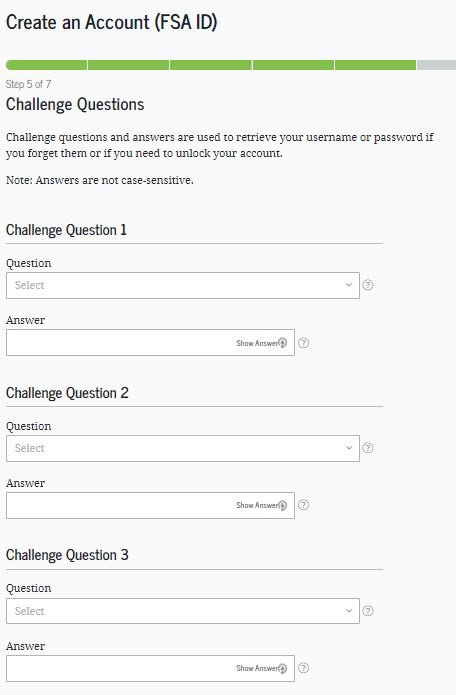 Create an Account (FSA ID)
Step 5 of 7
Challenge Questions
Challenge questions and answers are used to retrieve your username or password if
you forget them or if you need to unlock your account.
Note: Answers are not case-sensitive.
Challenge Question 1
Question
Select
?
Answer
Show Answer
?
Challenge Question 2
Question
Select
?
Answer
Show Answer
?
Challenge Question 3
Question
Select
?
Answer
Show Answer
?